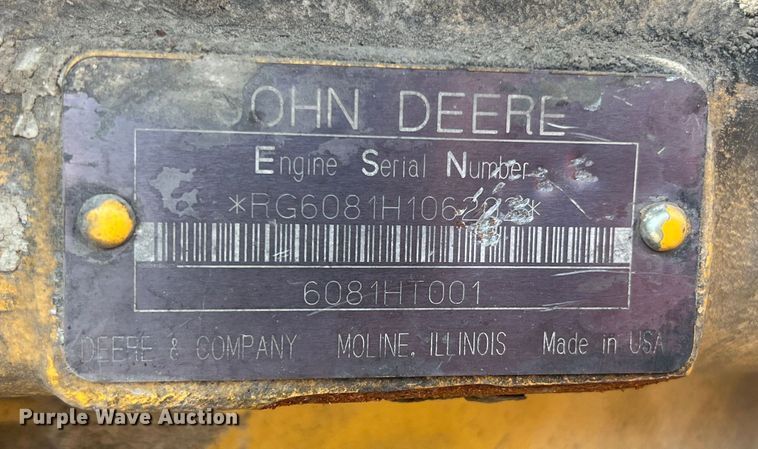 JOHN DEERE
Engine Serial Number
6081HT001
DEERE & COMPANY MOLINE, ILLINOIS Made in USA
Purple Wave Auction